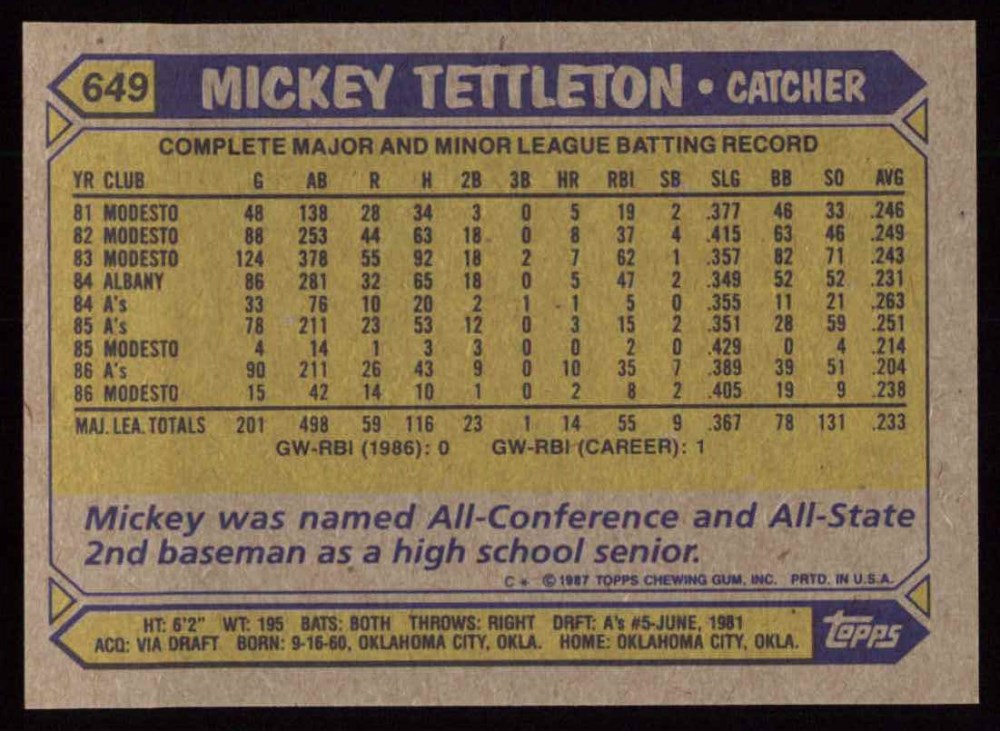 649 MICKEY TETTLETON • CATCHER
COMPLETE MAJOR AND MINOR LEAGUE BATTING RECORD
YR CLUB G AB R H 2B 3B HR RBI SB SLG BB SO AVG
81 MODESTO 48 138 28 34 3 0 5 19 2 .377 46 33 .246
82 MODESTO 88 253 44 63 18 0 8 37 4 .415 63 46 .249
83 MODESTO 124 378 55 92 18 2 7 62 1 .357 82 71 .243
84 ALBANY 86 281 32 65 18 0 5 47 2 .349 52 52 .231
84 A's 33 76 10 20 2 1 1 5 0 .355 11 21 .263
85 A's 78 211 23 53 12 0 3 15 2 .351 28 59 .251
85 MODESTO 4 14 1 3 3 0 0 2 0 .429 0 4 .214
86 A's 90 211 26 43 9 0 10 35 7 .389 39 51 .204
86 MODESTO 15 42 14 10 1 0 2 8 2 .405 19 9 .238
MAJ. LEA. TOTALS 201 498 59 116 23 1 14 55 9 .367 78 131 .233
GW-RBI (1986): 0 GW-RBI (CAREER): 1
Mickey was named All-Conference and All-State
2nd baseman as a high school senior.
C* © 1987 TOPPS CHEWING GUM, INC. PRTD. IN U.S.A.
HT: 6'2" WT: 195 BATS: BOTH THROWS: RIGHT DRFT: A's #5-JUNE, 1981
ACQ: VIA DRAFT BORN: 9-16-60, OKLAHOMA CITY, OKLA. HOME: OKLAHOMA CITY, OKLA.
topps